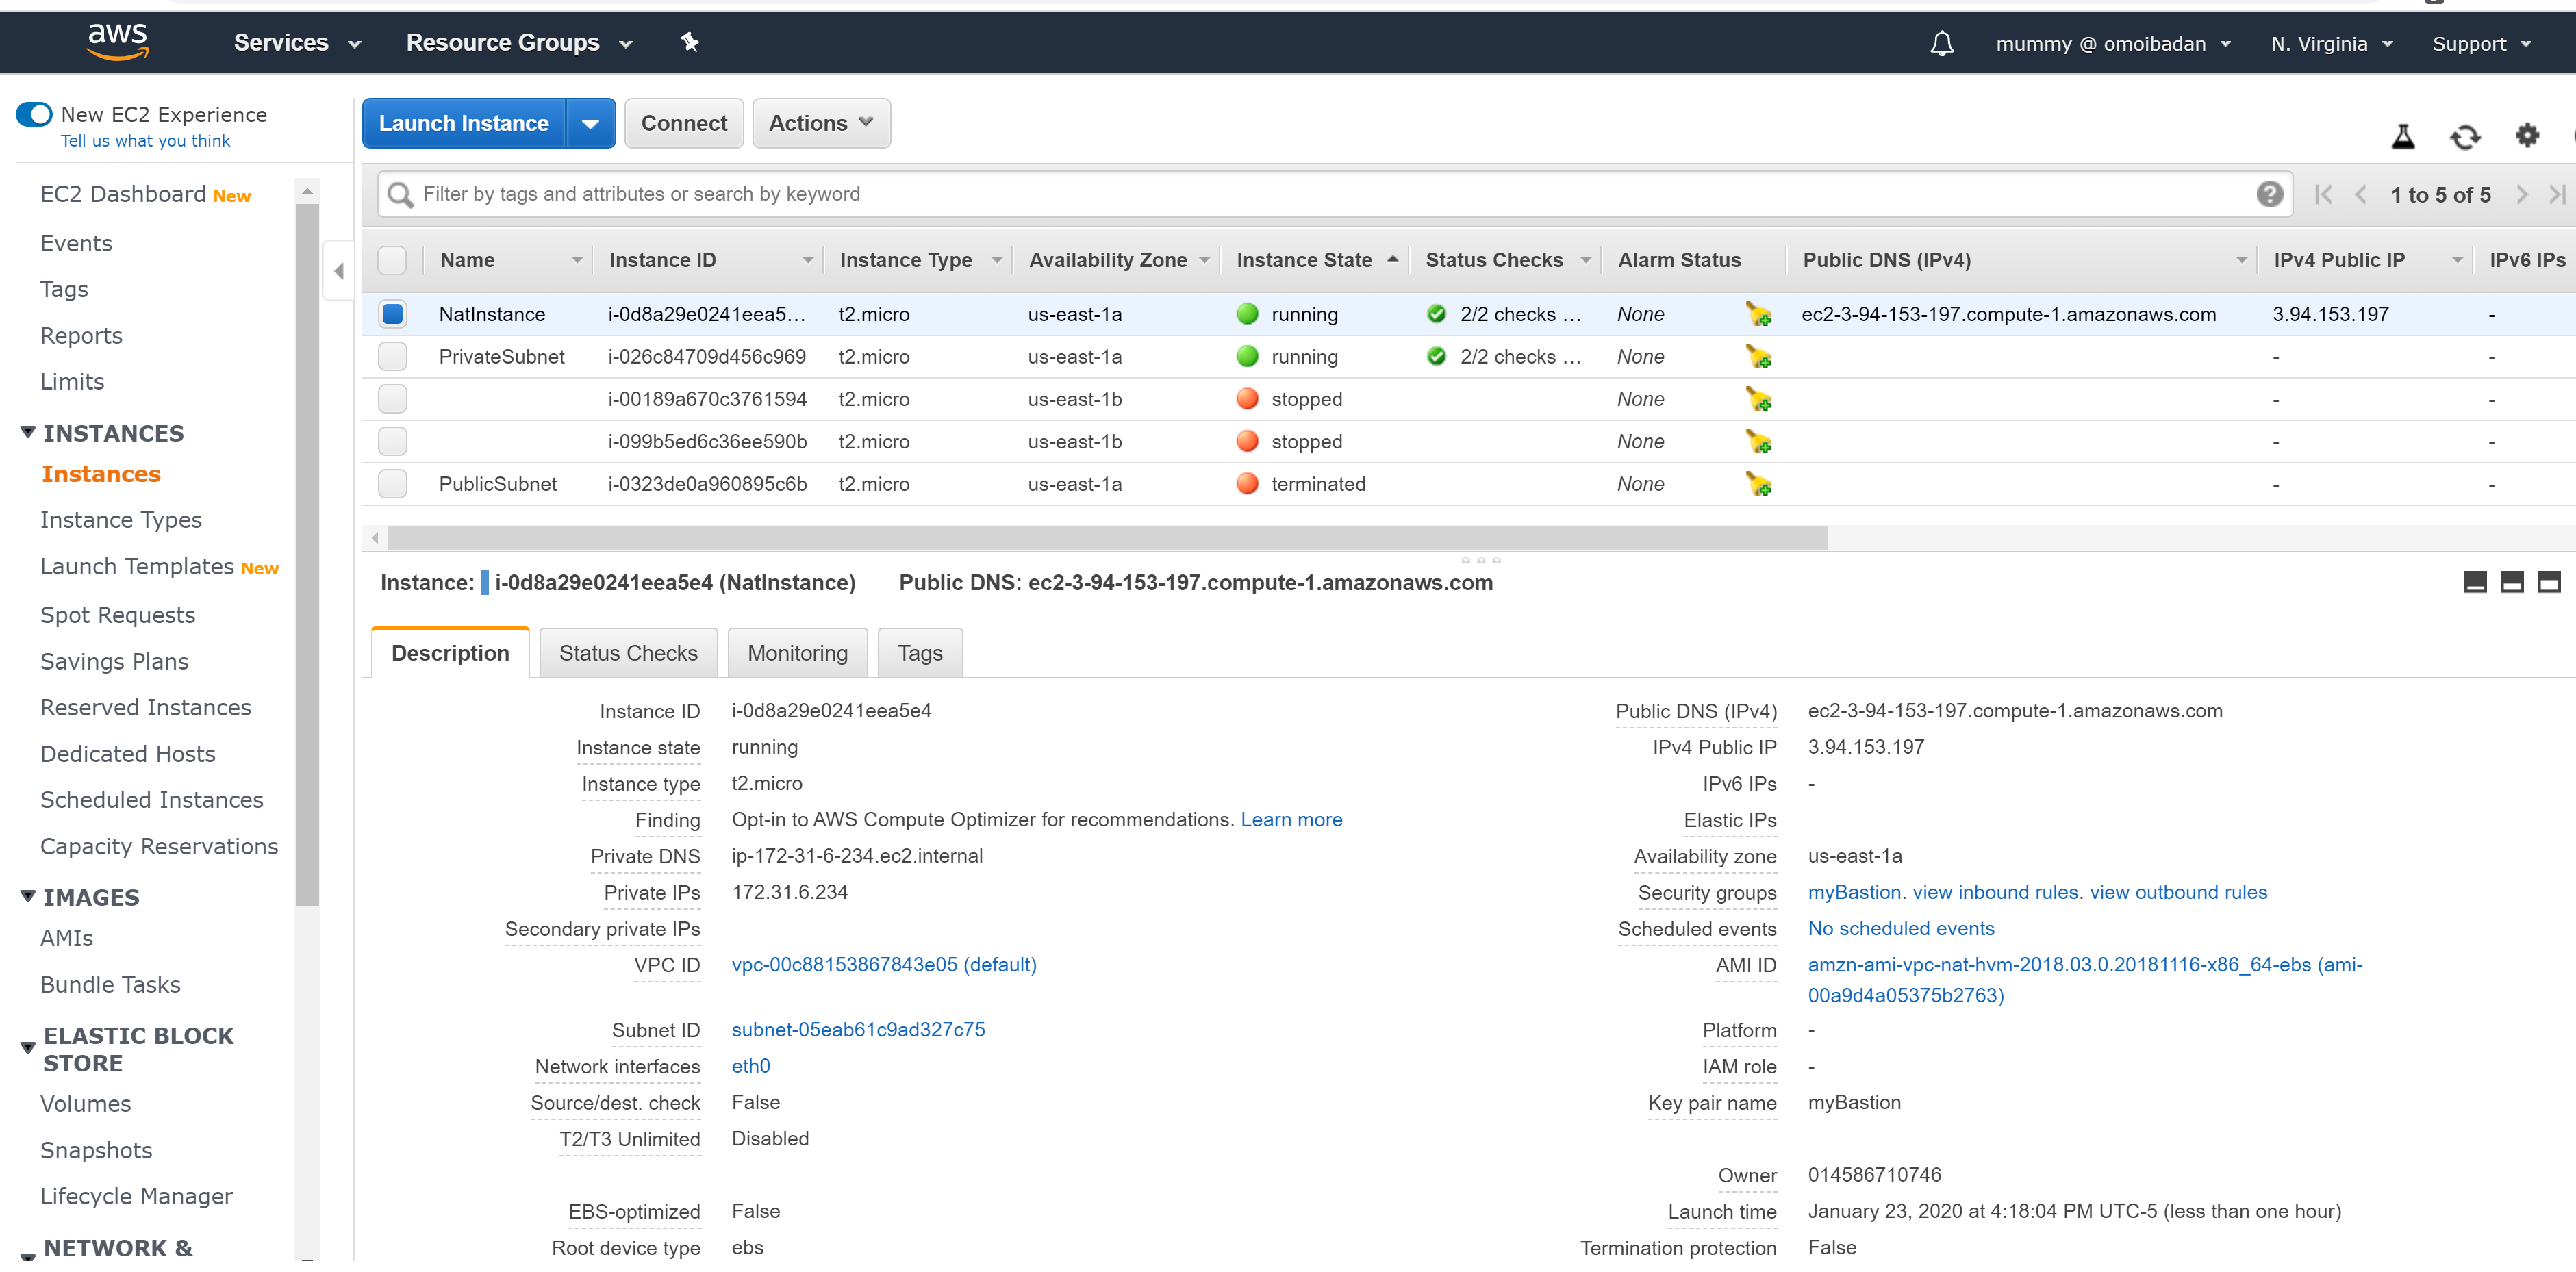 aws Services Resource Groups mummy @ omoibadan N. Virginia Support
New EC2 Experience
Tell us what you think
EC2 Dashboard New
Events
Tags
Reports
Limits
INSTANCES
Instances
Instance Types
Launch Templates New
Spot Requests
Savings Plans
Reserved Instances
Dedicated Hosts
Scheduled Instances
Capacity Reservations
IMAGES
AMIs
Bundle Tasks
ELASTIC BLOCK
STORE
Volumes
Snapshots
Lifecycle Manager
NETWORK &
Launch Instance Connect Actions
Filter by tags and attributes or search by keyword 1 to 5 of 5
Name Instance ID Instance Type Availability Zone Instance State Status Checks Alarm Status Public DNS (IPv4) IPv4 Public IP IPv6 IPs
NatInstance i-0d8a29e0241eea5... t2.micro us-east-1a running 2/2 checks ... None ec2-3-94-153-197.compute-1.amazonaws.com 3.94.153.197 -
PrivateSubnet i-026c84709d456c969 t2.micro us-east-1a running 2/2 checks ... None - -
i-00189a670c3761594 t2.micro us-east-1b stopped None - -
i-099b5ed6c36ee590b t2.micro us-east-1b stopped None - -
PublicSubnet i-0323de0a960895c6b t2.micro us-east-1a terminated None - -
Instance: i-0d8a29e0241eea5e4 (NatInstance) Public DNS: ec2-3-94-153-197.compute-1.amazonaws.com
Description Status Checks Monitoring Tags
Instance ID i-0d8a29e0241eea5e4
Instance state running
Instance type t2.micro
Finding Opt-in to AWS Compute Optimizer for recommendations. Learn more
Private DNS ip-172-31-6-234.ec2.internal
Private IPs 172.31.6.234
Secondary private IPs
VPC ID vpc-00c88153867843e05 (default)
Subnet ID subnet-05eab61c9ad327c75
Network interfaces eth0
Source/dest. check False
T2/T3 Unlimited Disabled
EBS-optimized False
Root device type ebs
Public DNS (IPv4) ec2-3-94-153-197.compute-1.amazonaws.com
IPv4 Public IP 3.94.153.197
IPv6 IPs -
Elastic IPs
Availability zone us-east-1a
Security groups myBastion. view inbound rules. view outbound rules
Scheduled events No scheduled events
AMI ID amzn-ami-vpc-nat-hvm-2018.03.0.20181116-x86_64-ebs (ami-
00a9d4a05375b2763)
Platform -
IAM role -
Key pair name myBastion
Owner 014586710746
Launch time January 23, 2020 at 4:18:04 PM UTC-5 (less than one hour)
Termination protection False